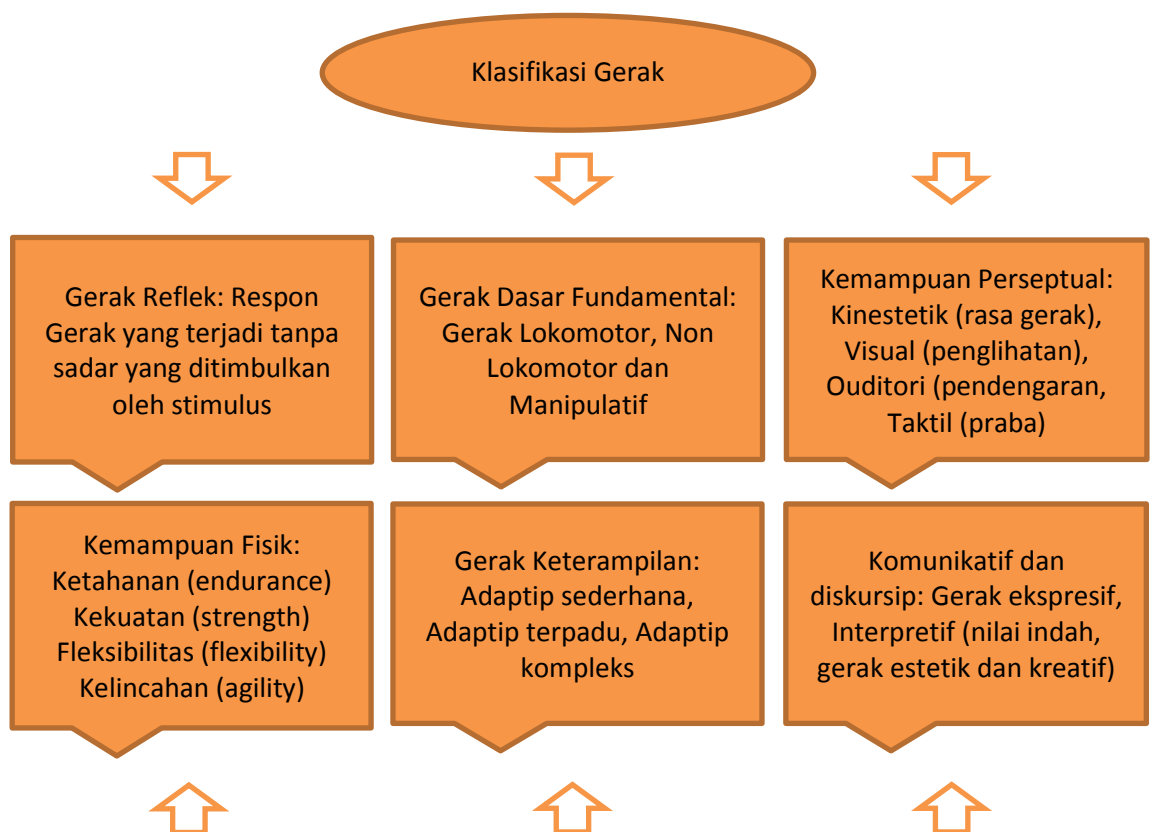 Klasifikasi Gerak
Gerak Reflek: Respon
Gerak yang terjadi tanpa
sadar yang ditimbulkan
oleh stimulus
Gerak Dasar Fundamental:
Gerak Lokomotor, Non
Lokomotor dan
Manipulatif
Kemampuan Perseptual:
Kinestetik (rasa gerak),
Visual (penglihatan),
Ouditori (pendengaran,
Taktil (praba)
Kemampuan Fisik:
Ketahanan (endurance)
Kekuatan (strength)
Fleksibilitas (flexibility)
Kelincahan (agility)
Gerak Keterampilan:
Adaptip sederhana,
Adaptip terpadu, Adaptip
kompleks
Komunikatif dan
diskursip: Gerak ekspresif,
Interpretif (nilai indah,
gerak estetik dan kreatif)